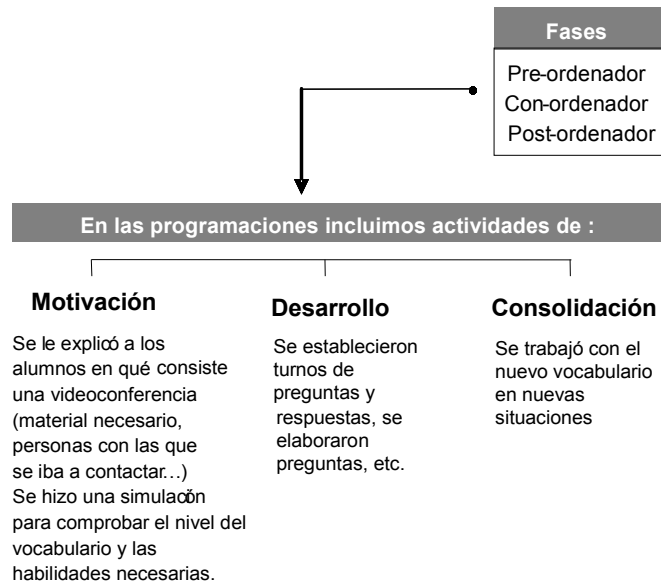 Fases
Pre-ordenador
Con-ordenador
Post-ordenador
En las programaciones incluimos actividades de :
Motivación
Se le explicó a los
alumnos en qué consiste
una videoconferencia
(material necesario,
personas con las que
se iba a contactar…)
Se hizo una simulación
para comprobar el nivel del
vocabulario y las
habilidades necesarias.
Desarrollo
Se establecieron
turnos de
preguntas y
respuestas, se
elaboraron
preguntas, etc.
Consolidación
Se trabajó con el
nuevo vocabulario
en nuevas
situaciones